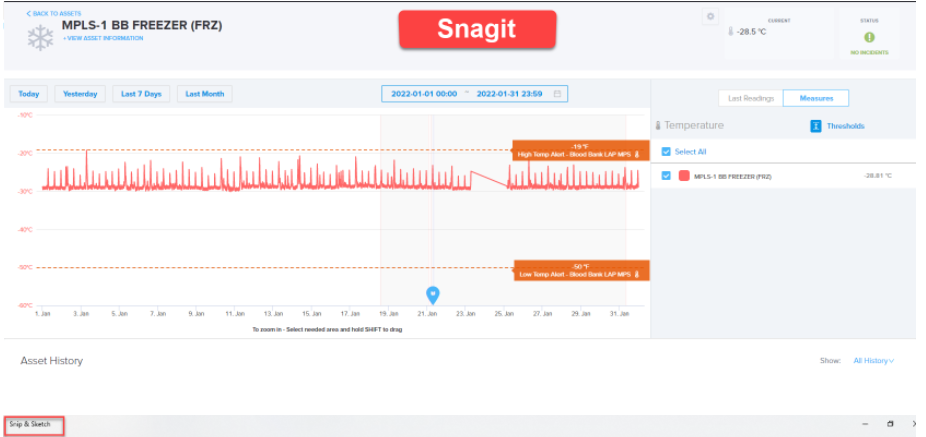 < BACK TO ASSETS
MPLS-1 BB FREEZER (FRZ)
+ VIEW ASSET INFORMATION
Snagit
CURRENT
-28.5 °C
STATUS
NO INCIDENTS
Today Yesterday Last 7 Days Last Month
2022-01-01 00:00 ~ 2022-01-31 23:59
Last Readings Measures
Temperature
Thresholds
Select All
MPLS-1 BB FREEZER (FRZ) -28.81 °C
-10°C
-20°C
-30°C
-40°C
-50°C
-60°C
-19 °F
High Temp Alert - Blood Bank LAP MPS
-50 °F
Low Temp Alert - Blood Bank LAP MPS
1. Jan 3. Jan 5. Jan 7. Jan 9. Jan 11. Jan 13. Jan 15. Jan 17. Jan 19. Jan 21. Jan 23. Jan 25. Jan 27. Jan 29. Jan 31. Jan
To zoom in - Select needed area and hold SHIFT to drag
Asset History
Show: All History
Snip & Sketch